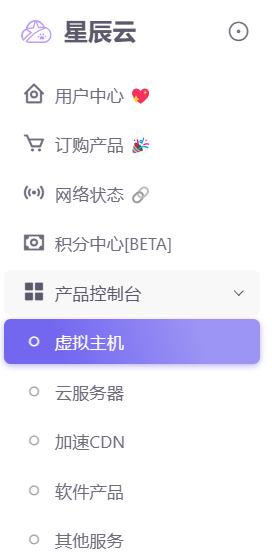 星辰云
用户中心 💖
订购产品 🎉
网络状态 🔗
积分中心[BETA]
产品控制台
虚拟主机
云服务器
加速CDN
软件产品
其他服务